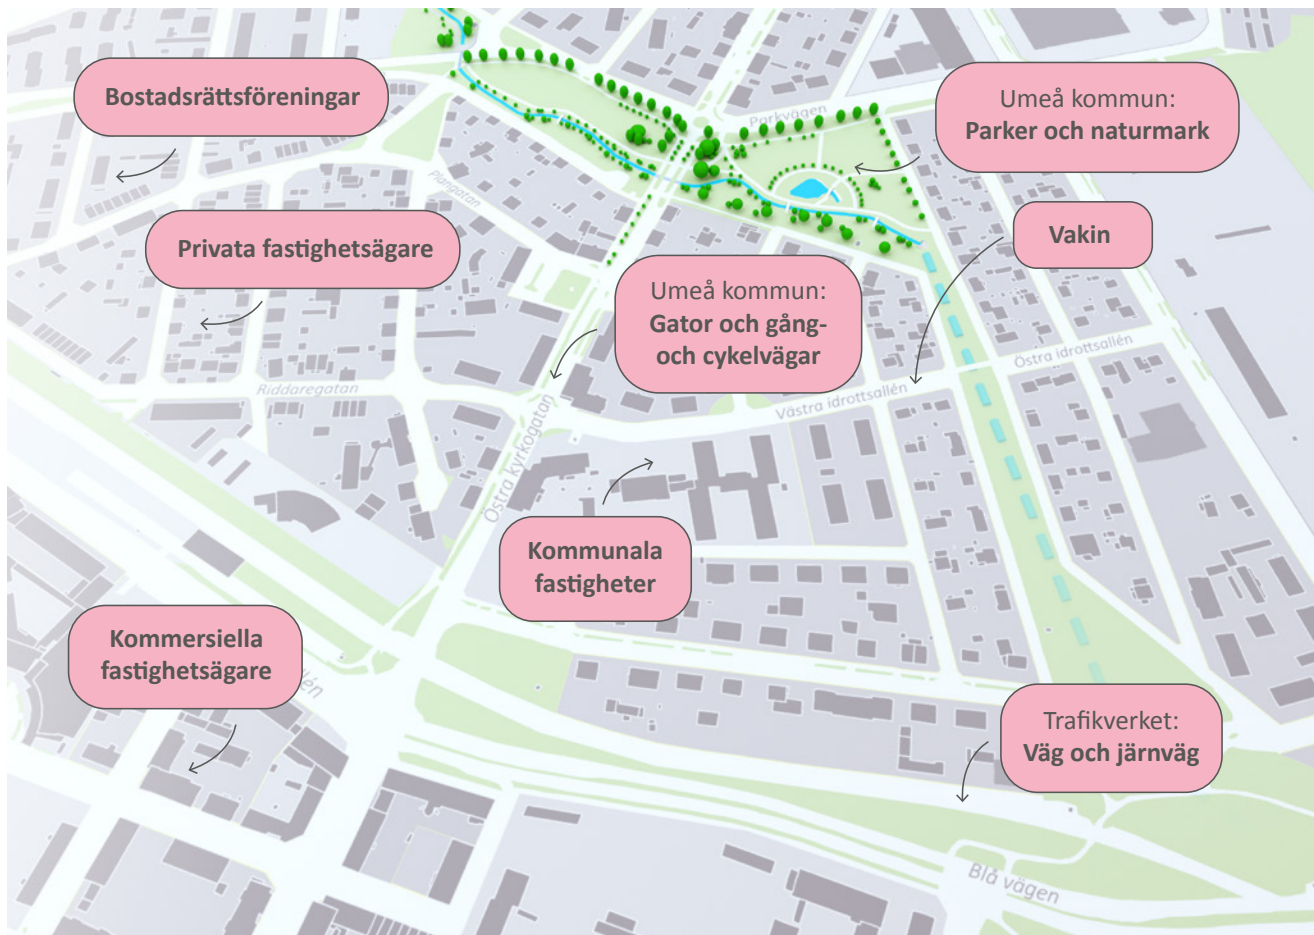 Bostadsrättsföreningar
Umeå kommun:
Parker och naturmark
Parkvägen
Plangatan
Privata fastighetsägare
Vakin
Umeå kommun:
Gator och gång-
och cykelvägar
Östra idrottsallén
Riddaregatan
Västra idrottsallén
Östra kyrkogatan
Kommunala
fastigheter
Kommersiella
fastighetsägare
Trafikverket:
Väg och järnväg
Blå vägen